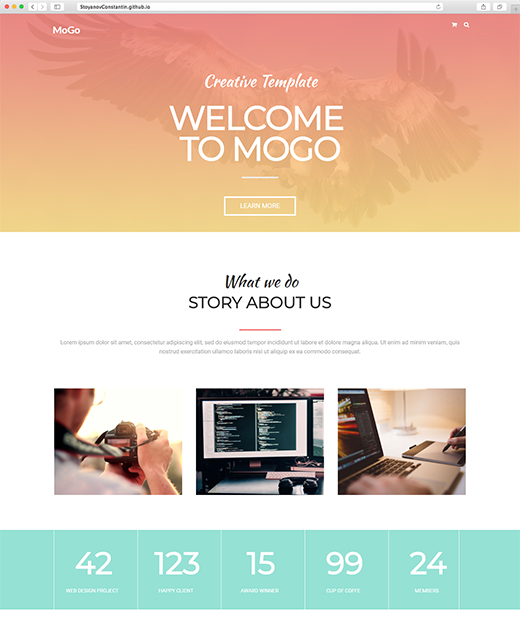 StoyanovConstantin.github.io
MoGo
Creative Template
WELCOME
TO MOGO
LEARN MORE
What we do
STORY ABOUT US
Lorem ipsum dolor sit amet, consectetur adipiscing elit, sed do eiusmod tempor incididunt ut labore et dolore magna aliqua. Ut enim ad minim veniam, quis
nostrud exercitation ullamco laboris nisi ut aliquip ex ea commodo consequat.
42 123 15 99 24
WEB DESIGN PROJECT HAPPY CLIENT AWARD WINNER CUP OF COFFE MEMBERS